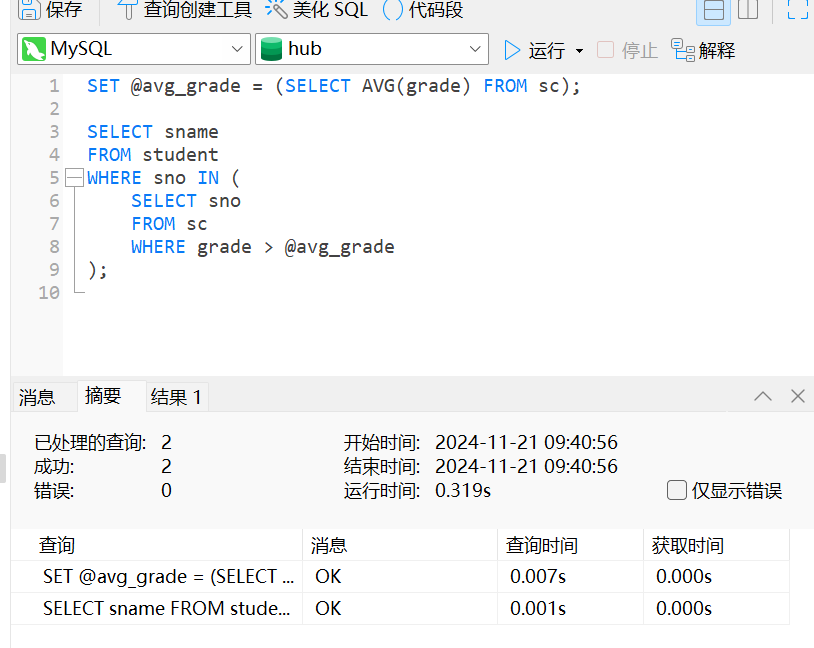 保存 查询创建工具 美化 SQL () 代码段
MySQL hub 运行 停止 解释
1 SET @avg_grade = (SELECT AVG(grade) FROM sc);
2
3 SELECT sname
4 FROM student
5 WHERE sno IN (
6 SELECT sno
7 FROM sc
8 WHERE grade > @avg_grade
9 );
10
消息 摘要 结果 1
已处理的查询: 2 开始时间: 2024-11-21 09:40:56
成功: 2 结束时间: 2024-11-21 09:40:56
错误: 0 运行时间: 0.319s 仅显示错误
查询 消息 查询时间 获取时间
SET @avg_grade = (SELECT ... OK 0.007s 0.000s
SELECT sname FROM stude... OK 0.001s 0.000s